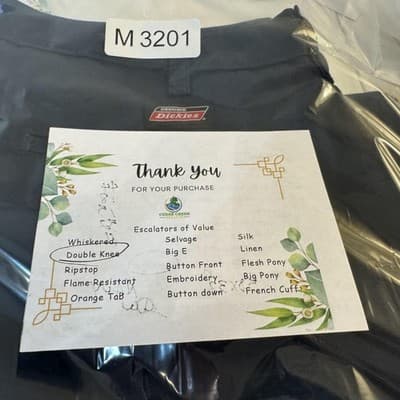 M 3201
Dickies
Thank You
FOR YOUR PURCHASE
Escalators of Value
Whiskered Selvage Silk
Double Knee Big E Linen
Ripstop Button Front Flesh Pony
Flame Resistant Embroidery Big Pony
Orange Tab Button down French Cuff